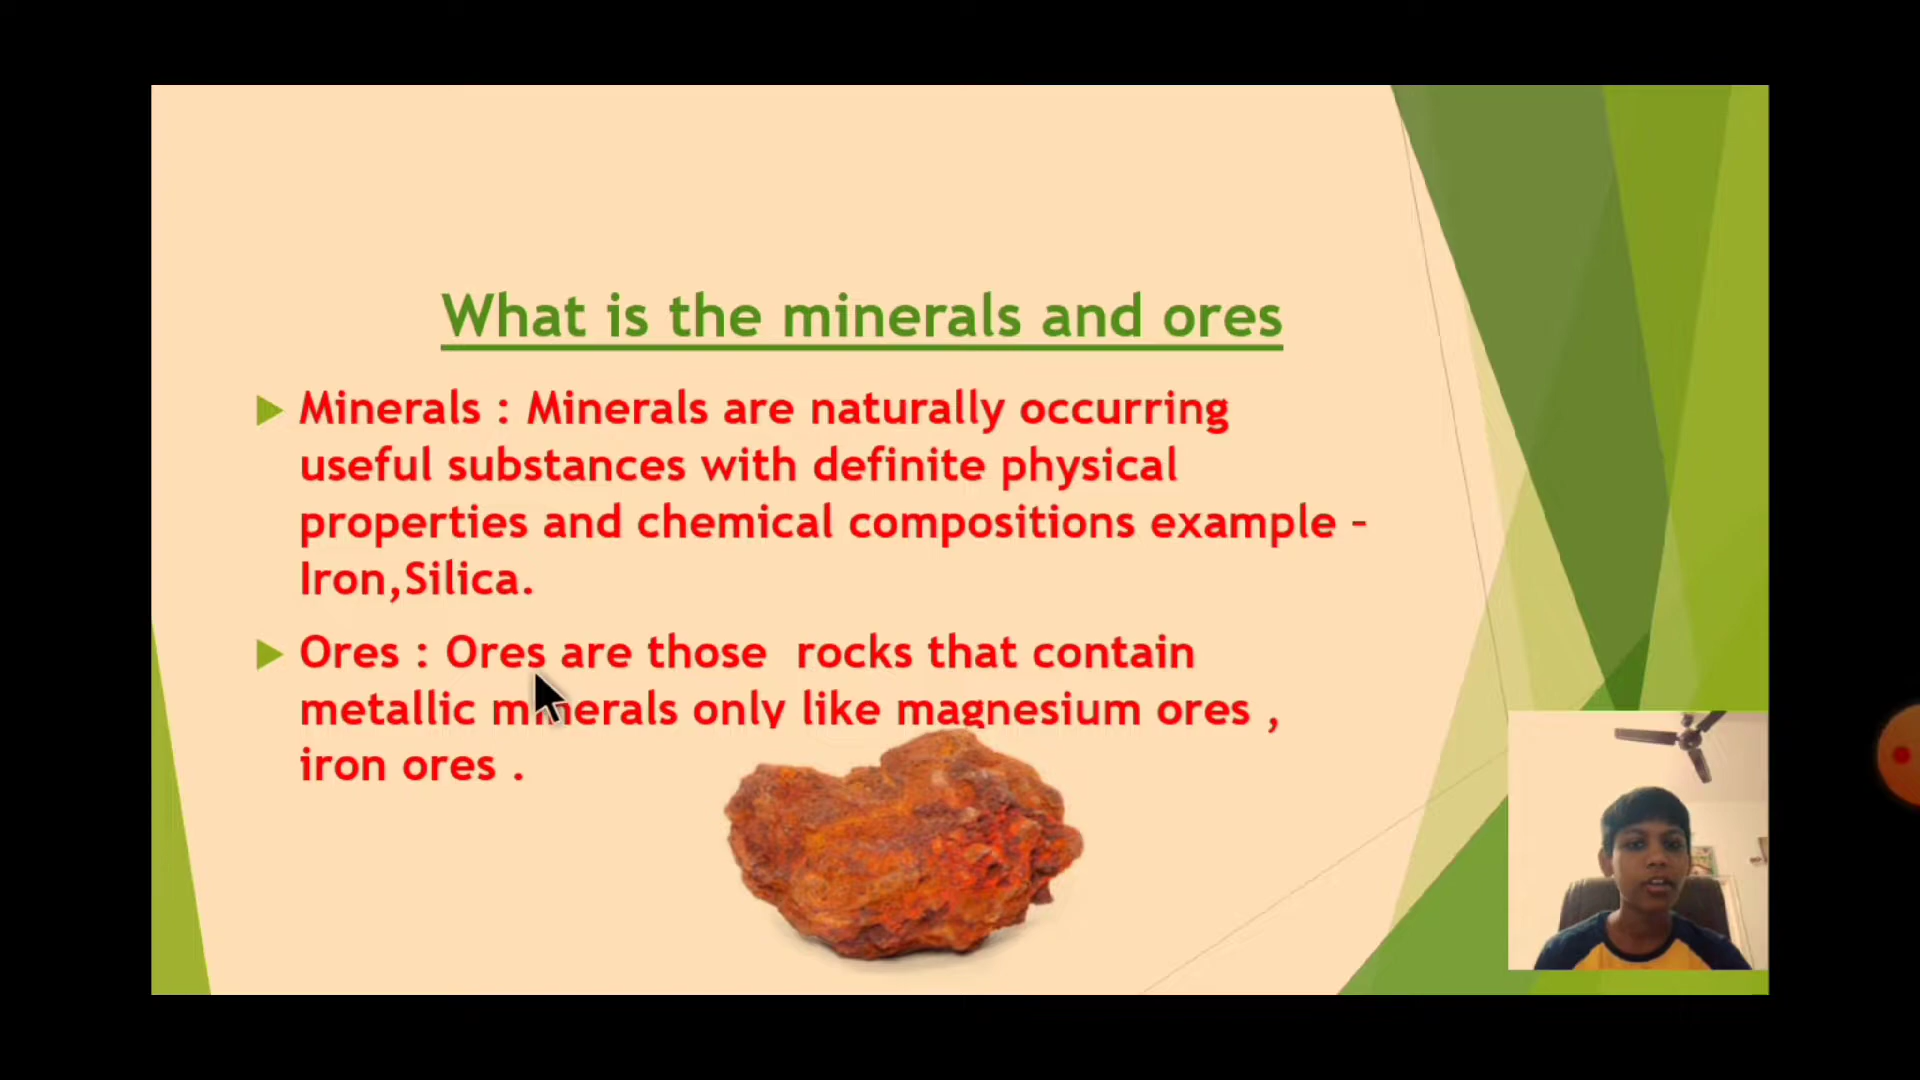 What is the minerals and ores
Minerals : Minerals are naturally occurring
useful substances with definite physical
properties and chemical compositions example –
Iron,Silica.
Ores : Ores are those rocks that contain
metallic minerals only like magnesium ores ,
iron ores .